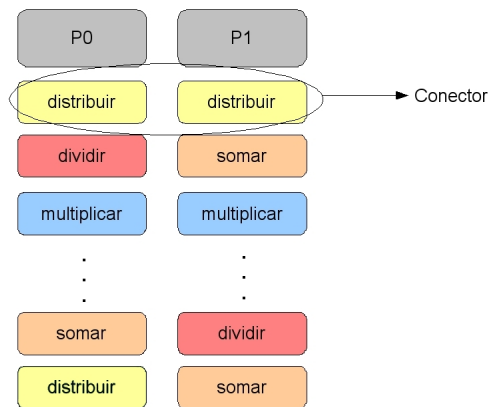 P0 P1
distribuir distribuir Conector
dividir somar
multiplicar multiplicar
somar dividir
distribuir somar